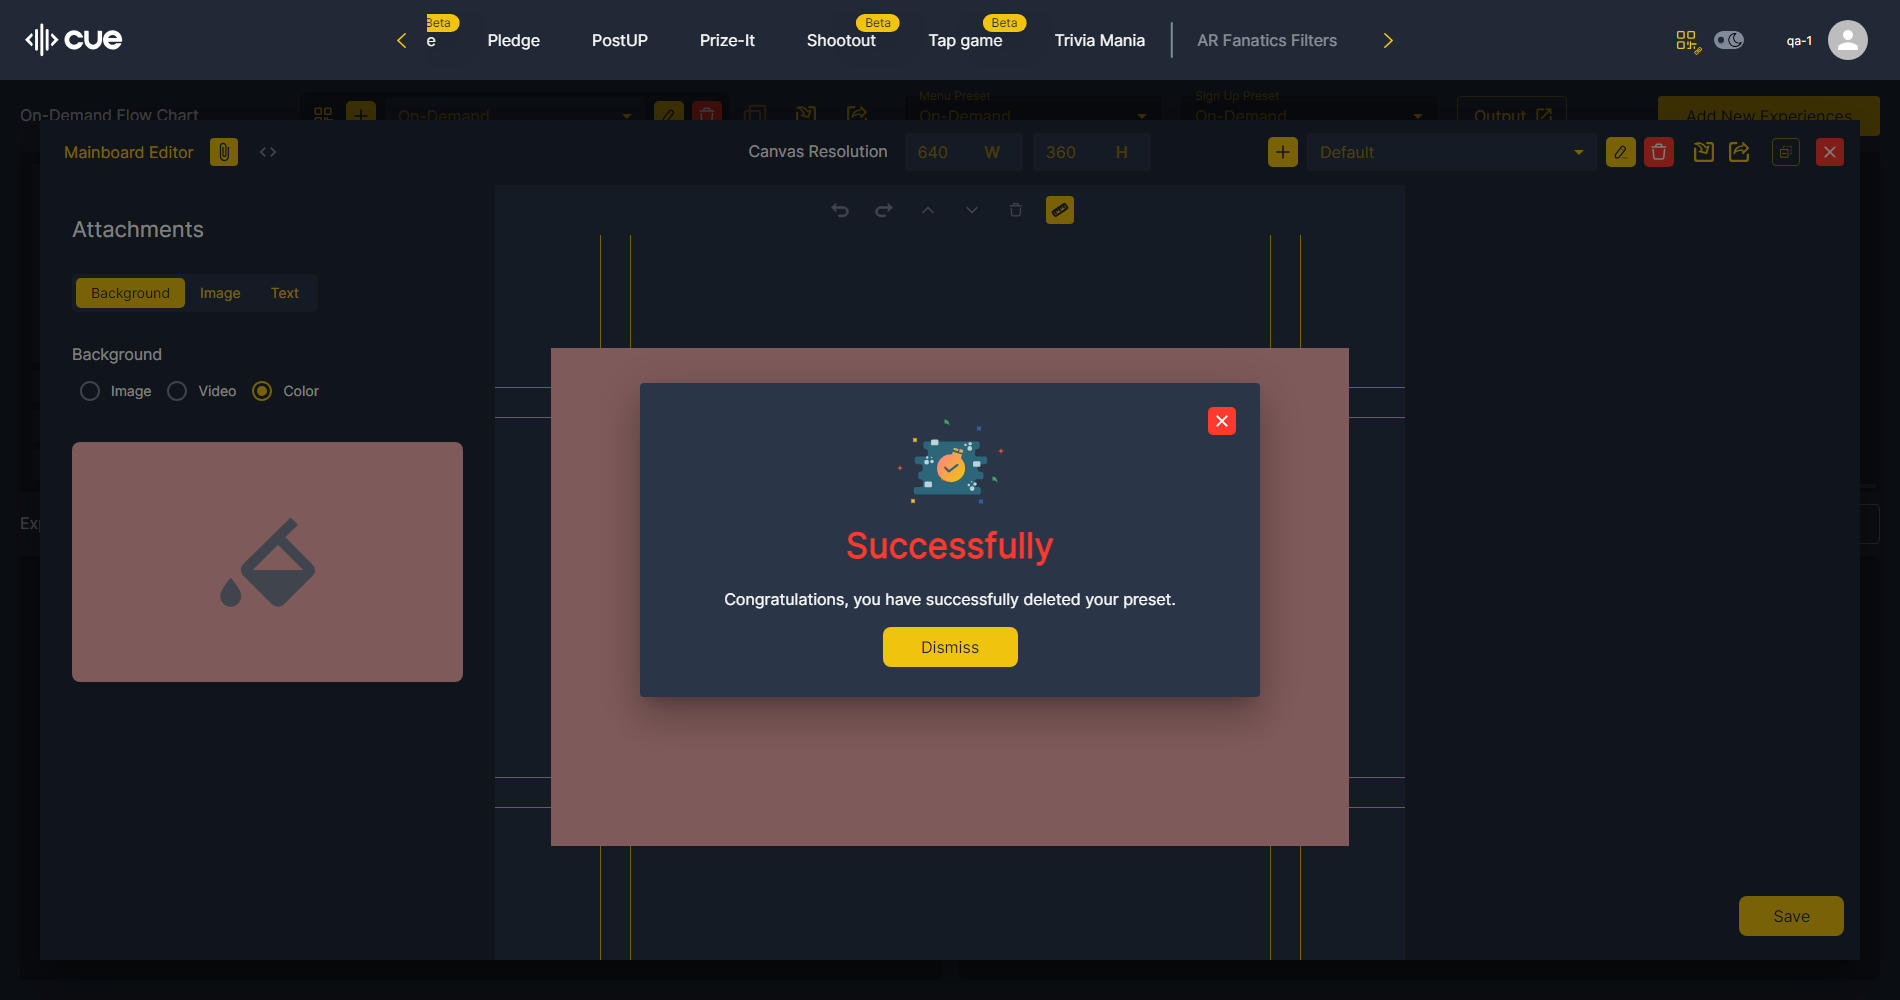 cue
Beta
e
Pledge
PostUP
Prize-It
Beta
Shootout
Beta
Tap game
Trivia Mania
AR Fanatics Filters
qa-1
On-Demand Flow Chart
On-Demand
Menu Preset
On-Demand
Sign Up Preset
On-Demand
Output
Add New Experiences
Mainboard Editor
Canvas Resolution
640 W
360 H
Default
Attachments
Background Image Text
Background
Image Video Color
Successfully
Congratulations, you have successfully deleted your preset.
Dismiss
Save